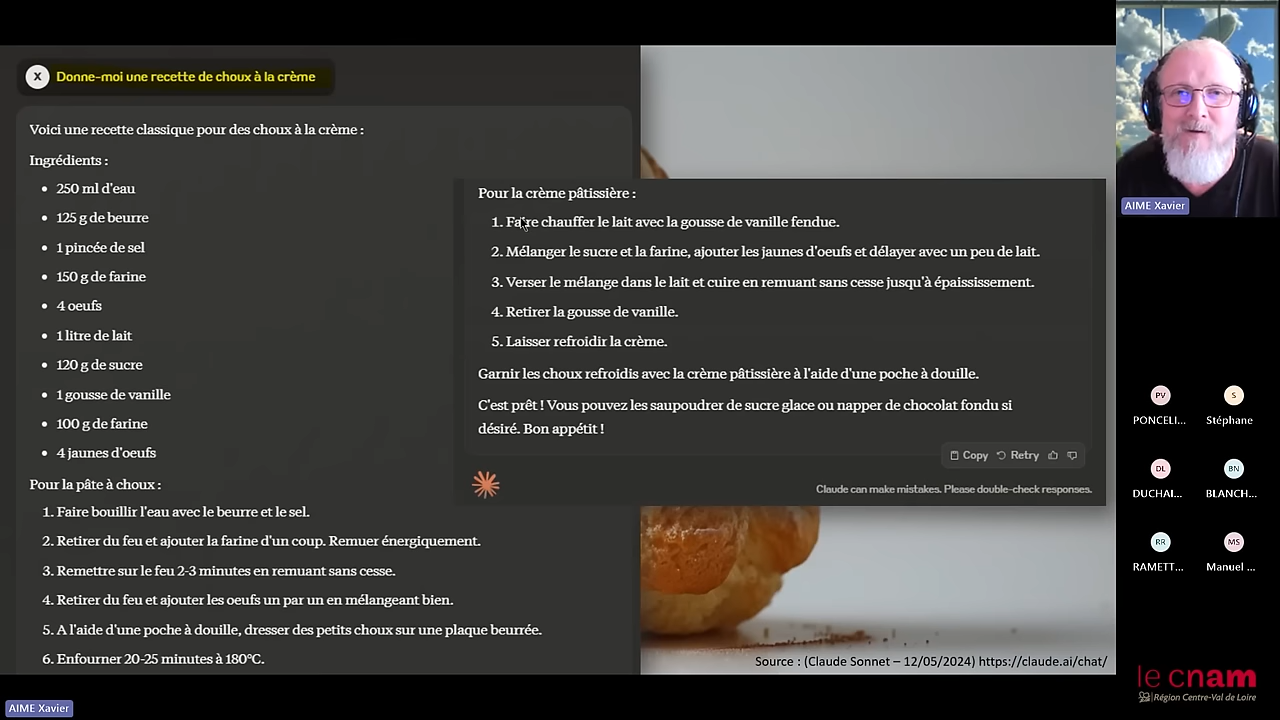 X
Donne-moi une recette de choux à la crème
Voici une recette classique pour des choux à la crème :
Ingrédients :
• 250 ml d'eau
• 125 g de beurre
• 1 pincée de sel
• 150 g de farine
• 4 oeufs
• 1 litre de lait
• 120 g de sucre
• 1 gousse de vanille
• 100 g de farine
• 4 jaunes d'oeufs
Pour la pâte à choux :
1. Faire bouillir l'eau avec le beurre et le sel.
2. Retirer du feu et ajouter la farine d'un coup. Remuer énergiquement.
3. Remettre sur le feu 2-3 minutes en remuant sans cesse.
4. Retirer du feu et ajouter les oeufs un par un en mélangeant bien.
5. A l'aide d'une poche à douille, dresser des petits choux sur une plaque beurrée.
6. Enfourner 20-25 minutes à 180°C.
Pour la crème pâtissière :
1. Faire chauffer le lait avec la gousse de vanille fendue.
2. Mélanger le sucre et la farine, ajouter les jaunes d'oeufs et délayer avec un peu de lait.
3. Verser le mélange dans le lait et cuire en remuant sans cesse jusqu'à épaississement.
4. Retirer la gousse de vanille.
5. Laisser refroidir la crème.
Garnir les choux refroidis avec la crème pâtissière à l'aide d'une poche à douille.
C'est prêt ! Vous pouvez les saupoudrer de sucre glace ou napper de chocolat fondu si
désiré. Bon appétit !
Copy Retry
Claude can make mistakes. Please double-check responses.
Source : (Claude Sonnet – 12/05/2024) https://claude.ai/chat/
AIME Xavier
PV
PONCELI...
S
Stéphane
DL
DUCHAI...
BN
BLANCH...
RR
RAMETT...
MS
Manuel ...
le cnam
Région Centre-Val de Loire
AIME Xavier